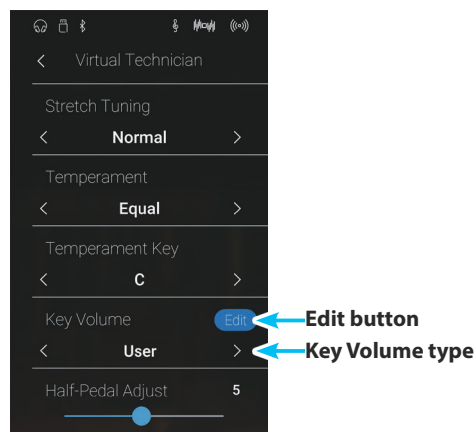 Virtual Technician
Stretch Tuning
Normal
Temperament
Equal
Temperament Key
C
Key Volume Edit
Edit button
User
Key Volume type
Half-Pedal Adjust 5